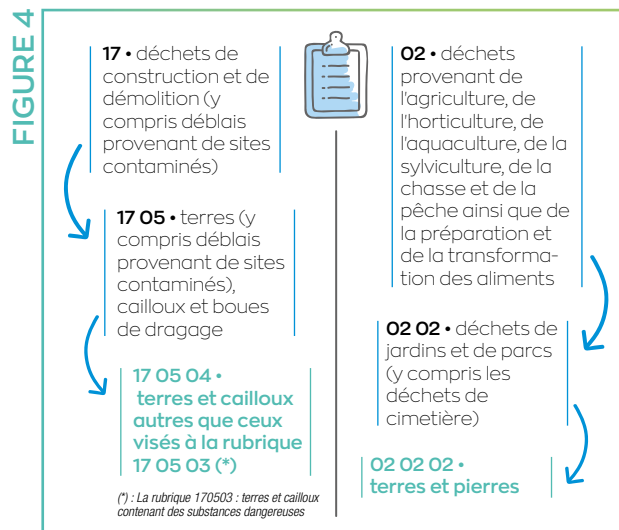 FIGURE 4
17 • déchets de
construction et de
démolition (y
compris déblais
provenant de sites
contaminés)
17 05 • terres (y
compris déblais
provenant de sites
contaminés),
cailloux et boues
de dragage
17 05 04 •
terres et cailloux
autres que ceux
visés à la rubrique
17 05 03 (*)
(*) : La rubrique 170503 : terres et cailloux
contenant des substances dangereuses
02 • déchets
provenant de
l'agriculture, de
l'horticulture, de
l'aquaculture, de la
sylviculture, de la
chasse et de la
pêche ainsi que de
la préparation et
de la transforma-
tion des aliments
02 02 • déchets de
jardins et de parcs
(y compris les
déchets de
cimetière)
02 02 02 •
terres et pierres